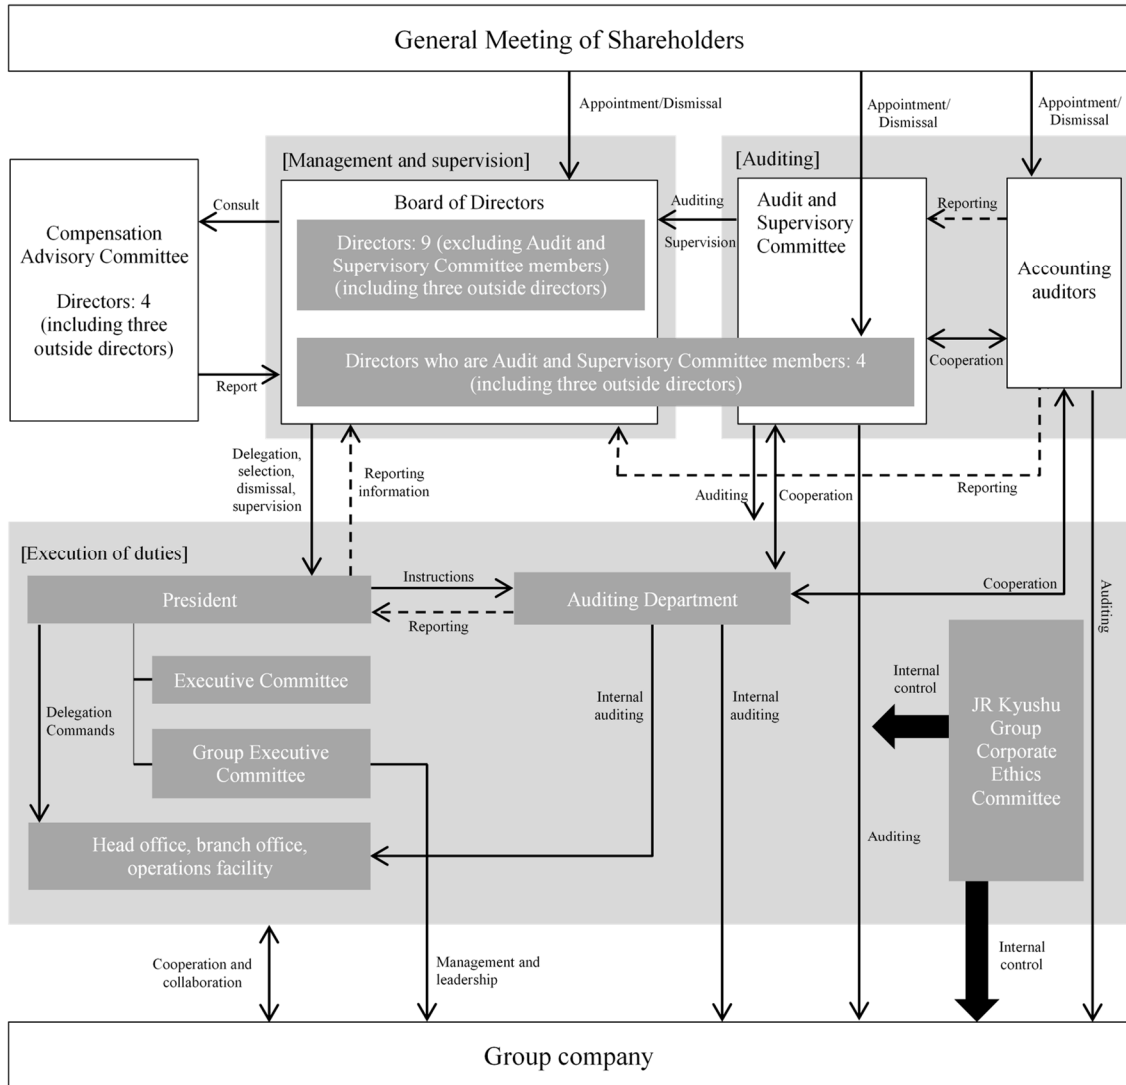 General Meeting of Shareholders
Appointment/Dismissal
Appointment/
Dismissal
Appointment/
Dismissal
[Management and supervision]
[Auditing]
Compensation
Advisory Committee
Directors: 4
(including three
outside directors)
Consult
Report
Board of Directors
Directors: 9 (excluding Audit and
Supervisory Committee members)
(including three outside directors)
Auditing
Supervision
Audit and
Supervisory
Committee
Reporting
Accounting
auditors
Cooperation
Directors who are Audit and Supervisory Committee members: 4
(including three outside directors)
Delegation,
selection,
dismissal,
supervision
Reporting
information
Auditing
Cooperation
Reporting
[Execution of duties]
President
Instructions
Reporting
Auditing Department
Cooperation
Auditing
Executive Committee
Delegation
Commands
Group Executive
Committee
Internal
auditing
Internal
auditing
Internal
control
JR Kyushu
Group
Corporate
Ethics
Committee
Head office, branch office,
operations facility
Auditing
Cooperation and
collaboration
Management and
leadership
Internal
control
Group company